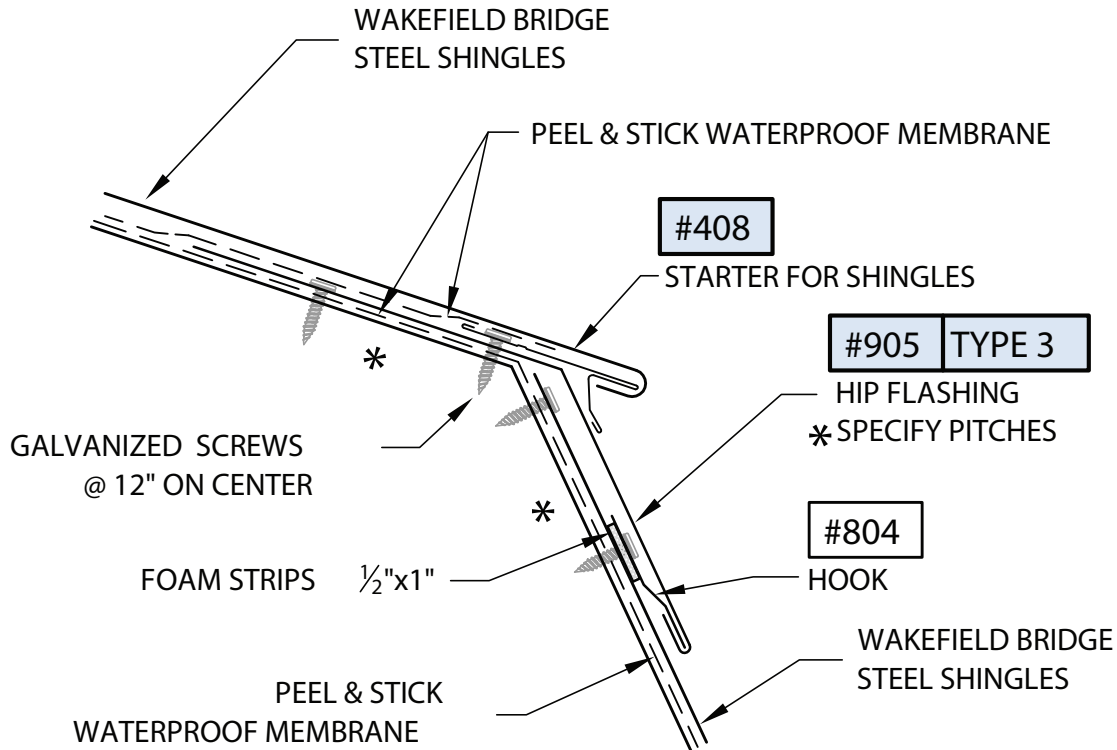 WAKEFIELD BRIDGE
STEEL SHINGLES
PEEL & STICK WATERPROOF MEMBRANE
#408
STARTER FOR SHINGLES
#905 TYPE 3
HIP FLASHING
* SPECIFY PITCHES
*
GALVANIZED SCREWS
@ 12" ON CENTER
*
#804
HOOK
FOAM STRIPS ½"x1"
WAKEFIELD BRIDGE
STEEL SHINGLES
PEEL & STICK
WATERPROOF MEMBRANE